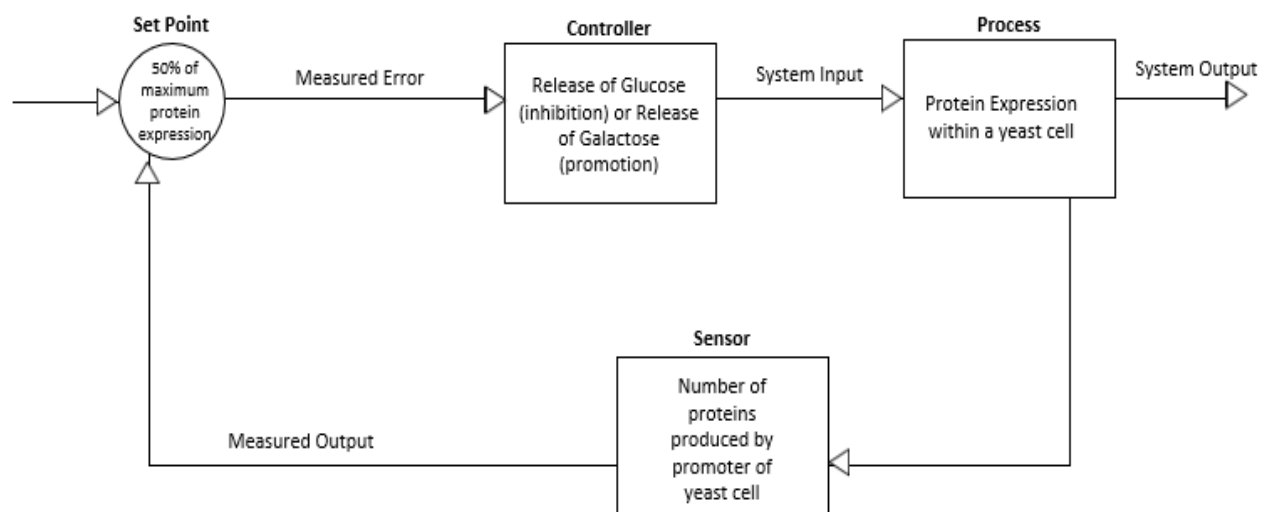 Set Point
50% of
maximum
protein
expression
Measured Error
Controller
Release of Glucose
(inhibition) or Release
of Galactose
(promotion)
System Input
Process
Protein Expression
within a yeast cell
System Output
Sensor
Number of
proteins
produced by
promoter of
yeast cell
Measured Output